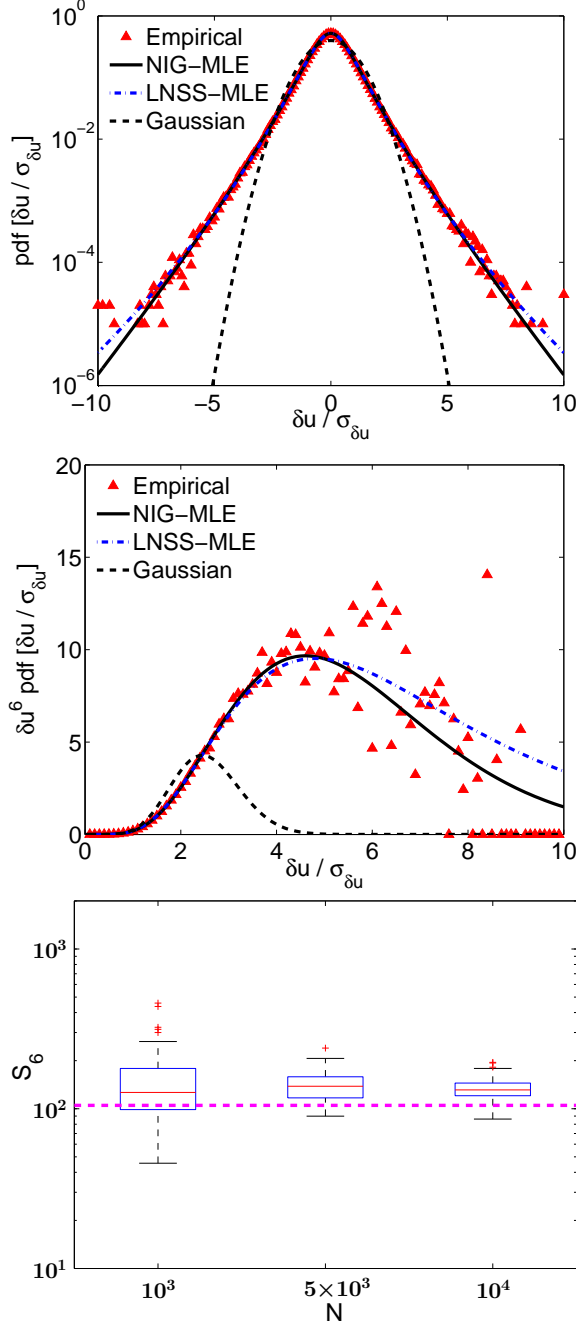 10^0
10^−2
10^−4
10^−6
pdf [δu / σ_δu]
Empirical
NIG−MLE
LNSS−MLE
Gaussian
−10 −5 0 5 10
δu / σ_δu
20
15
10
5
0
δu^6 pdf [δu / σ_δu]
Empirical
NIG−MLE
LNSS−MLE
Gaussian
0 2 4 6 8 10
δu / σ_δu
10^3
10^2
10^1
S_6
10^3 5×10^3 10^4
N